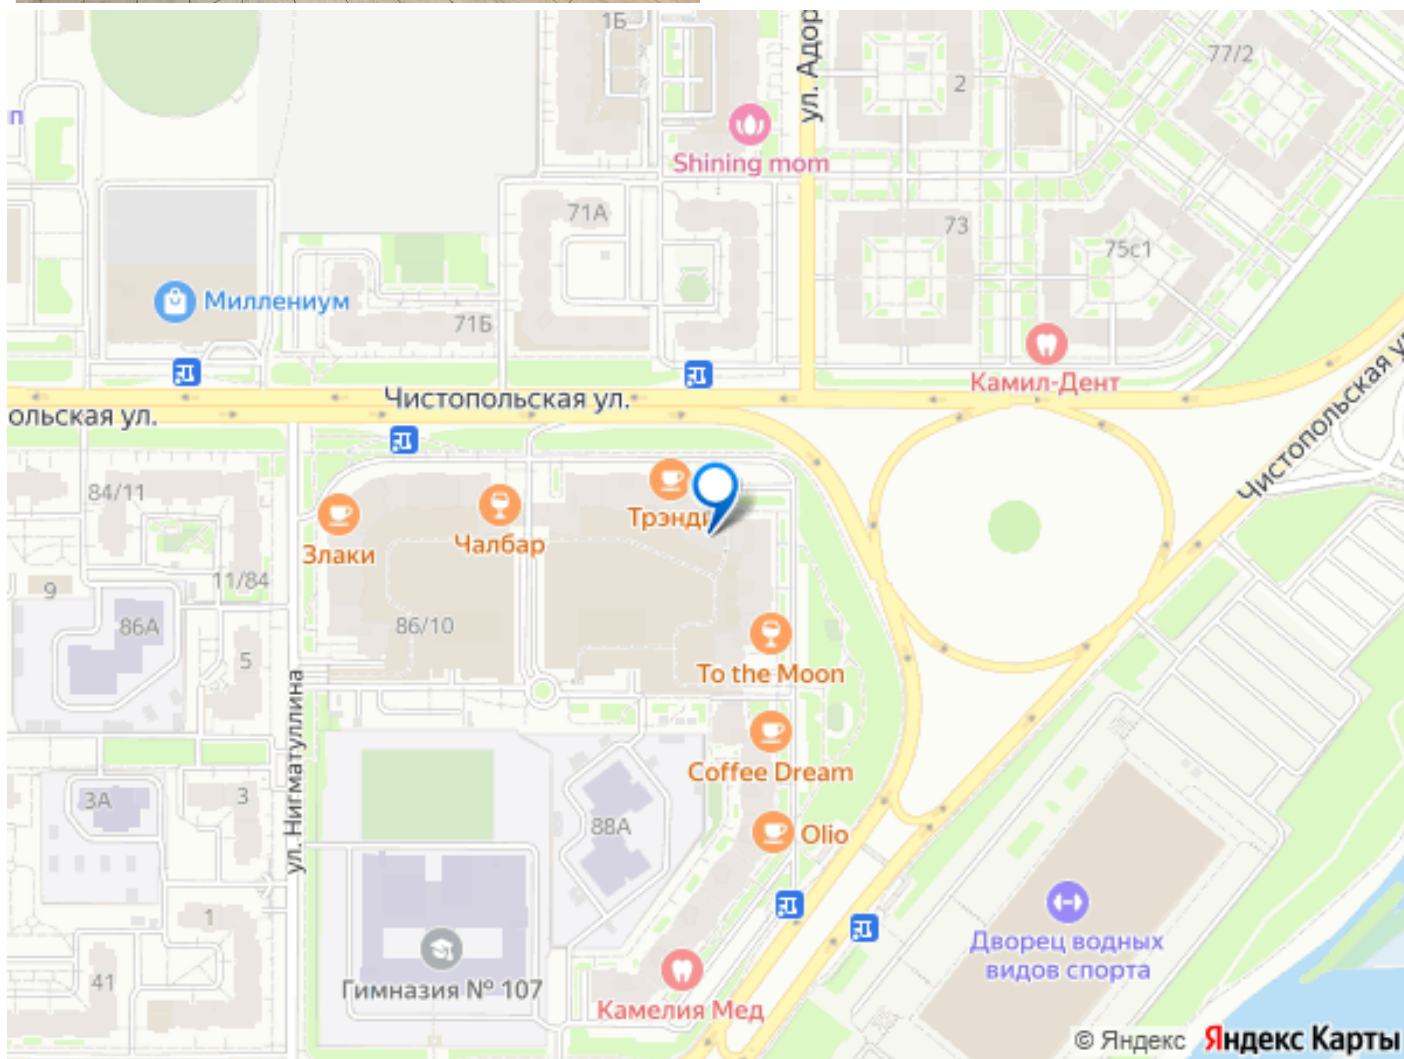 1Б
ул. Адор
77/2
2
п
Shining mom
71А
73
75с1
Миллениум
71Б
Камил-Дент
Чистопольская ул.
ольская ул.
Чистопольская у
84/11
Трэнди
Злаки
Чалбар
11/84
9
86А
86/10
5
To the Moon
ул. Нигматуллина
Coffee Dream
3А
3
88А
Olio
1
Дворец водных
видов спорта
41
Гимназия № 107
Камелия Мед
© Яндекс Яндекс Карты